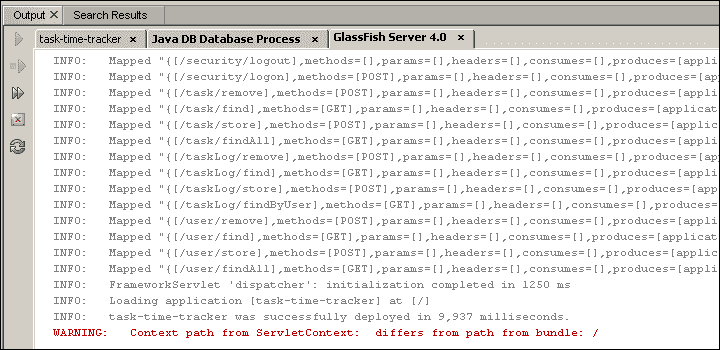 Output Search Results
task-time-tracker Java DB Database Process GlassFish Server 4.0
INFO: Mapped "{[/security/logout],methods=[],params=[],headers=[],consumes=[],produces=[appli
INFO: Mapped "{[/security/logon],methods=[POST],params=[],headers=[],consumes=[],produces=[ap
INFO: Mapped "{[/task/remove],methods=[POST],params=[],headers=[],consumes=[],produces=[appli
INFO: Mapped "{[/task/find],methods=[GET],params=[],headers=[],consumes=[],produces=[applicat
INFO: Mapped "{[/task/store],methods=[POST],params=[],headers=[],consumes=[],produces=[applic
INFO: Mapped "{[/task/findAll],methods=[GET],params=[],headers=[],consumes=[],produces=[appli
INFO: Mapped "{[/taskLog/remove],methods=[POST],params=[],headers=[],consumes=[],produces=[ap
INFO: Mapped "{[/taskLog/find],methods=[GET],params=[],headers=[],consumes=[],produces=[appli
INFO: Mapped "{[/taskLog/store],methods=[POST],params=[],headers=[],consumes=[],produces=[app
INFO: Mapped "{[/taskLog/findByUser],methods=[GET],params=[],headers=[],consumes=[],produces=
INFO: Mapped "{[/user/remove],methods=[POST],params=[],headers=[],consumes=[],produces=[appli
INFO: Mapped "{[/user/find],methods=[GET],params=[],headers=[],consumes=[],produces=[applicat
INFO: Mapped "{[/user/store],methods=[POST],params=[],headers=[],consumes=[],produces=[applic
INFO: Mapped "{[/user/findAll],methods=[GET],params=[],headers=[],consumes=[],produces=[appli
INFO: FrameworkServlet 'dispatcher': initialization completed in 1250 ms
INFO: Loading application [task-time-tracker] at [/]
INFO: task-time-tracker was successfully deployed in 9,937 milliseconds.
WARNING: Context path from ServletContext: differs from path from bundle: /